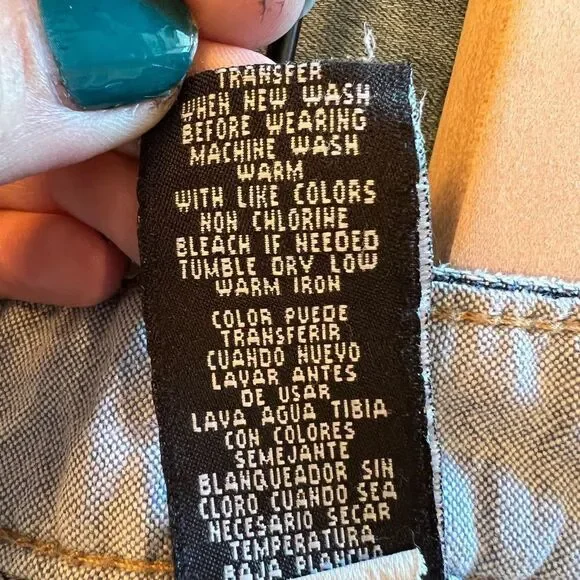 TRANSFER
WHEN NEW WASH
BEFORE WEARING
MACHINE WASH
WARM
WITH LIKE COLORS
NON CHLORINE
BLEACH IF NEEDED
TUMBLE DRY LOW
WARM IRON
COLOR PUEDE
TRANSFERIR
CUANDO NUEVO
LAVAR ANTES
DE USAR
LAVA AGUA TIBIA
CON COLORES
SEMEJANTE
BLANQUEADOR SIN
CLORO CUANDO SEA
NECESARIO SECAR
TEMPERATURA
BAJA PLANCHA